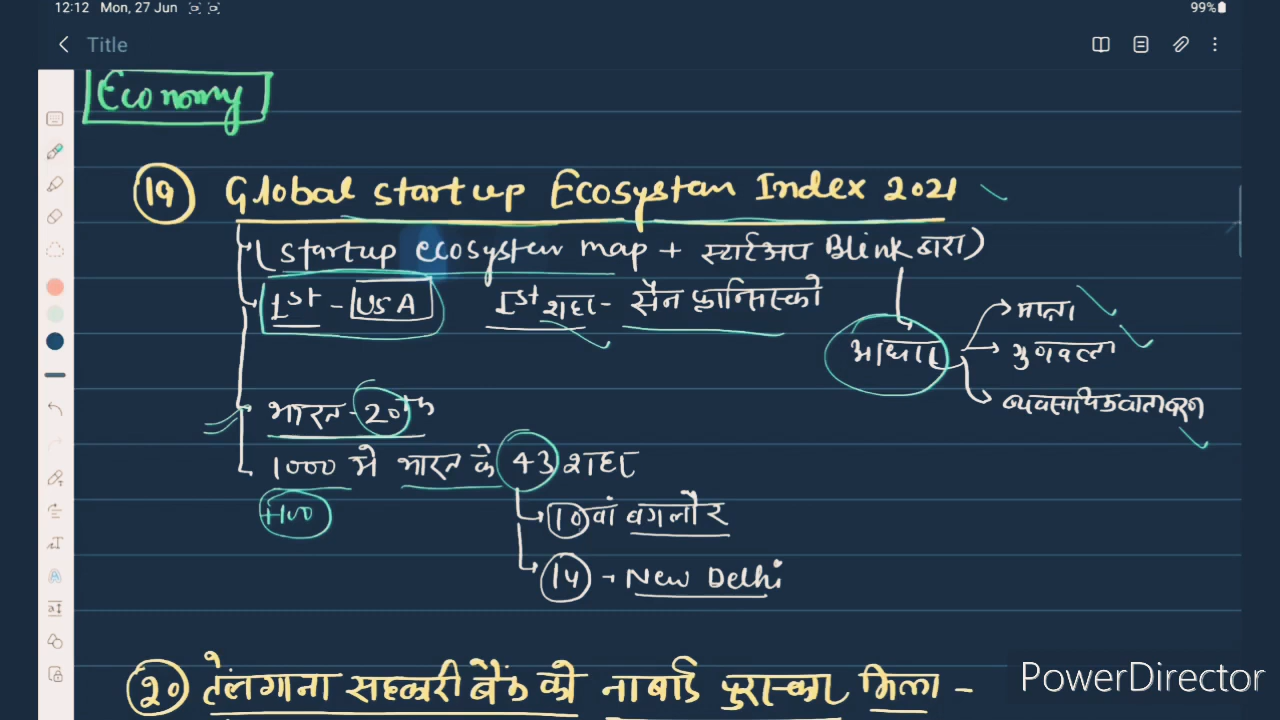 12:12 Mon, 27 Jun
99%
Title
Economy
19 Global startup Ecosystem Index 2021
(startup ecosystem map + स्टार्टअप Blink द्वारा)
1st - USA 1st शहर - सैन फ्रान्सिस्को
आधार
मात्रा
गुणवत्ता
व्यवसायिक वातावरण
भारत - 20th
1000 मे भारत के 43 शहर
10 वां बंगलौर
14 → New Delhi
20 तेलंगाना सहकारी बैंक को नाबार्ड पुरस्कार मिला -
PowerDirector